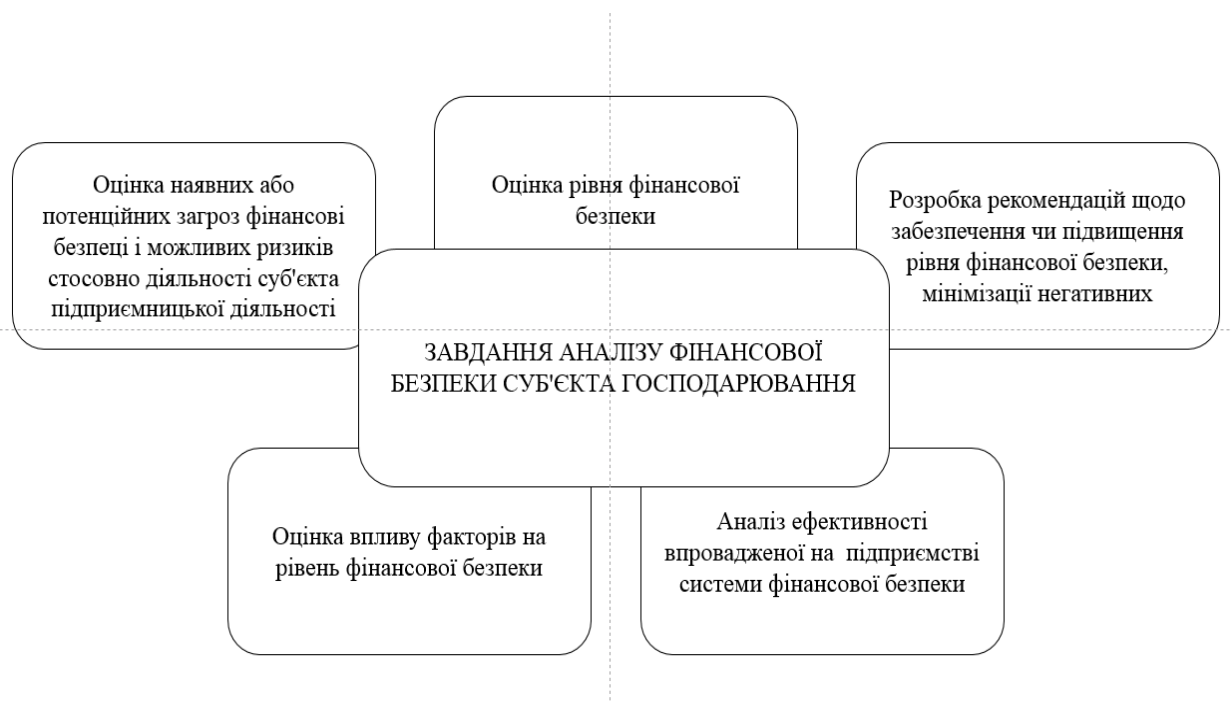 Оцінка наявних або
потенційних загроз фінансові
безпеці і можливих ризиків
стосовно діяльності суб'єкта
підприємницької діяльності
Оцінка рівня фінансової
безпеки
Розробка рекомендацій щодо
забезпечення чи підвищення
рівня фінансової безпеки,
мінімізації негативних
ЗАВДАННЯ АНАЛІЗУ ФІНАНСОВОЇ
БЕЗПЕКИ СУБ'ЄКТА ГОСПОДАРЮВАННЯ
Оцінка впливу факторів на
рівень фінансової безпеки
Аналіз ефективності
впровадженої на  підприємстві
системи фінансової безпеки